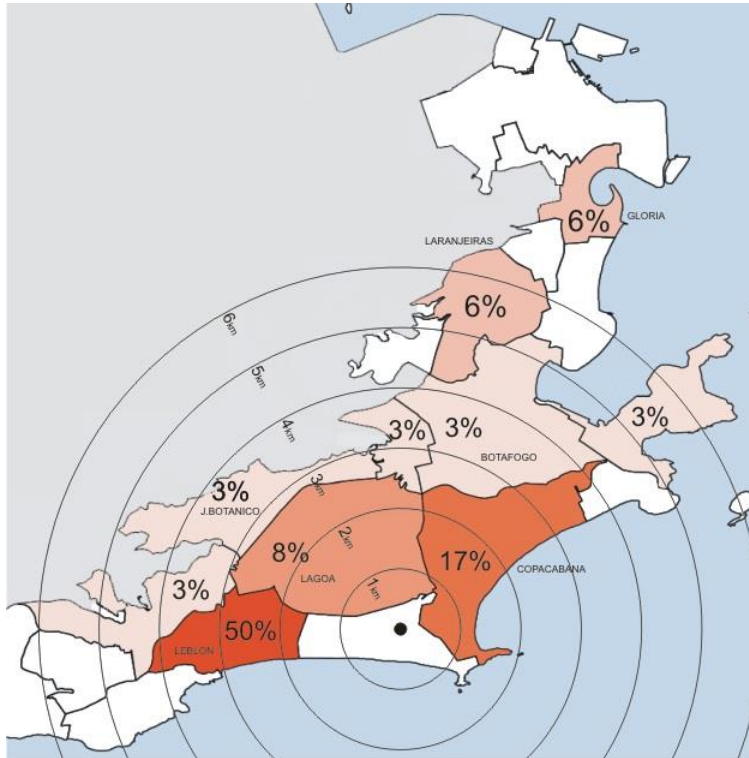 6%
GLORIA
LARANJEIRAS
6%
6km
5km
4km
3%
3%
3%
BOTAFOGO
3km
3%
J.BOTANICO
2km
8%
LAGOA
17%
COPACABANA
1km
3%
50%
LEBLON